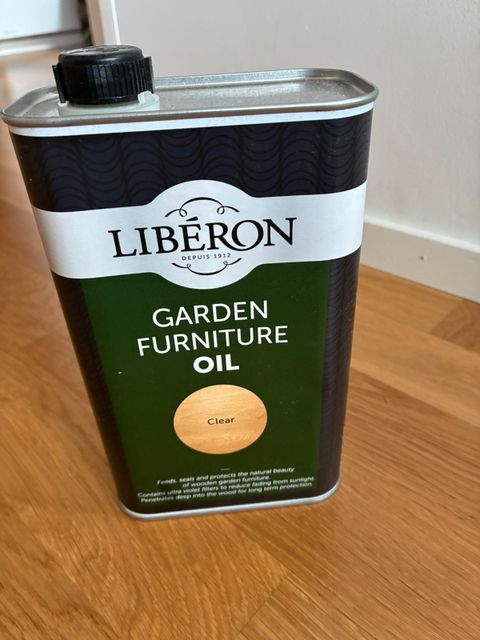 LIBÉRON
DEPUIS 1912
GARDEN
FURNITURE
OIL
Clear
Feeds, seals and protects the natural beauty
of wooden garden furniture.
Contains ultra violet filters to reduce fading from sunlight.
Penetrates deep into the wood for long term protection.